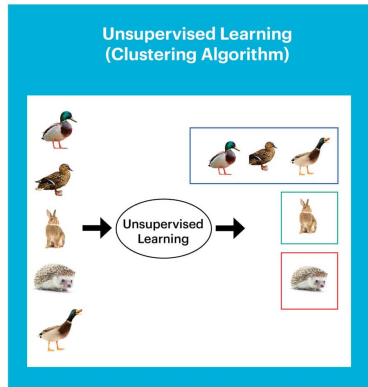 Unsupervised Learning
(Clustering Algorithm)
Unsupervised
Learning